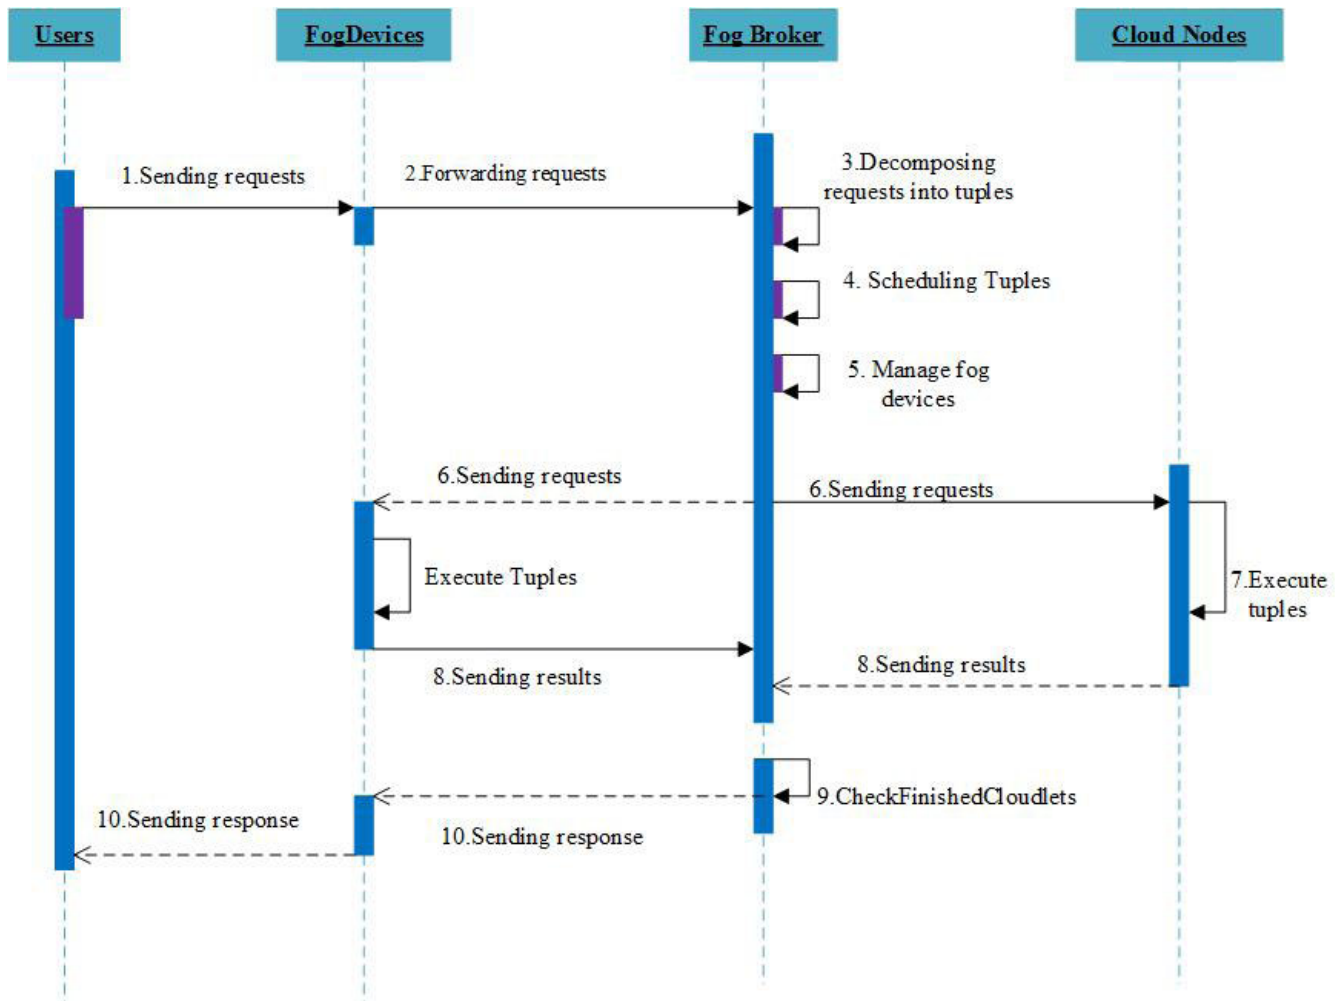 Users
FogDevices
Fog Broker
Cloud Nodes
1.Sending requests
2.Forwarding requests
3.Decomposing
requests into tuples
4. Scheduling Tuples
5. Manage fog
devices
6.Sending requests
6.Sending requests
Execute Tuples
7.Execute
tuples
8.Sending results
8.Sending results
9.CheckFinishedCloudlets
10.Sending response
10.Sending response